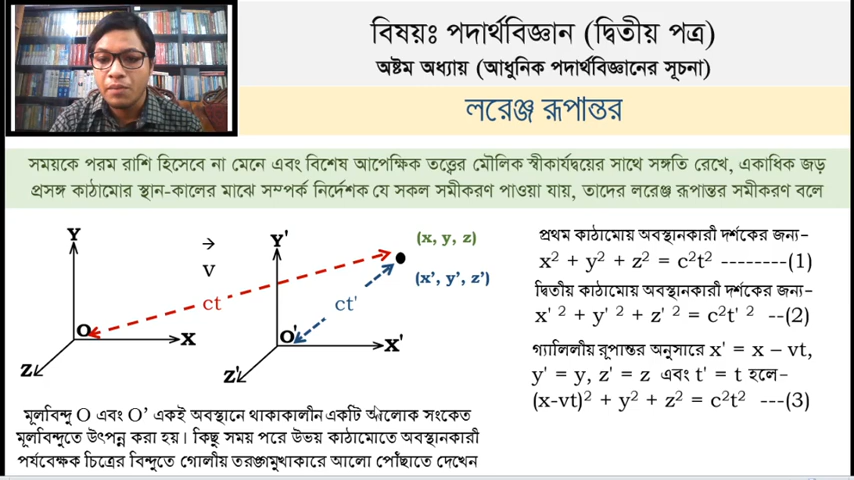 বিষয়ঃ পদার্থবিজ্ঞান (দ্বিতীয় পত্র)
অষ্টম অধ্যায় (আধুনিক পদার্থবিজ্ঞানের সূচনা)
লরেঞ্জ রূপান্তর
সময়কে পরম রাশি হিসেবে না মেনে এবং বিশেষ আপেক্ষিক তত্ত্বের মৌলিক স্বীকার্যদ্বয়ের সাথে সঙ্গতি রেখে, একাধিক জড়
প্রসঙ্গ কাঠামোর স্থান-কালের মাঝে সম্পর্ক নির্দেশক যে সকল সমীকরণ পাওয়া যায়, তাদের লরেঞ্জ রূপান্তর সমীকরণ বলে
Y
→
v
Y'
(x, y, z)
(x', y', z')
ct
ct'
O
X
Z
O'
X'
Z'
মূলবিন্দু O এবং O’ একই অবস্থানে থাকাকালীন একটি আলোক সংকেত
মূলবিন্দুতে উৎপন্ন করা হয়। কিছু সময় পরে উভয় কাঠামোতে অবস্থানকারী
পর্যবেক্ষক চিত্রের বিন্দুতে গোলীয় তরঙ্গমুখাকারে আলো পোঁছাতে দেখেন
প্রথম কাঠামোয় অবস্থানকারী দর্শকের জন্য-
x² + y² + z² = c²t² --------(1)
দ্বিতীয় কাঠামোয় অবস্থানকারী দর্শকের জন্য-
x' ² + y' ² + z' ² = c²t' ² --(2)
গ্যালিলীয় রূপান্তর অনুসারে x' = x – vt,
y' = y, z' = z এবং t' = t হলে-
(x-vt)² + y² + z² = c²t² ---(3)